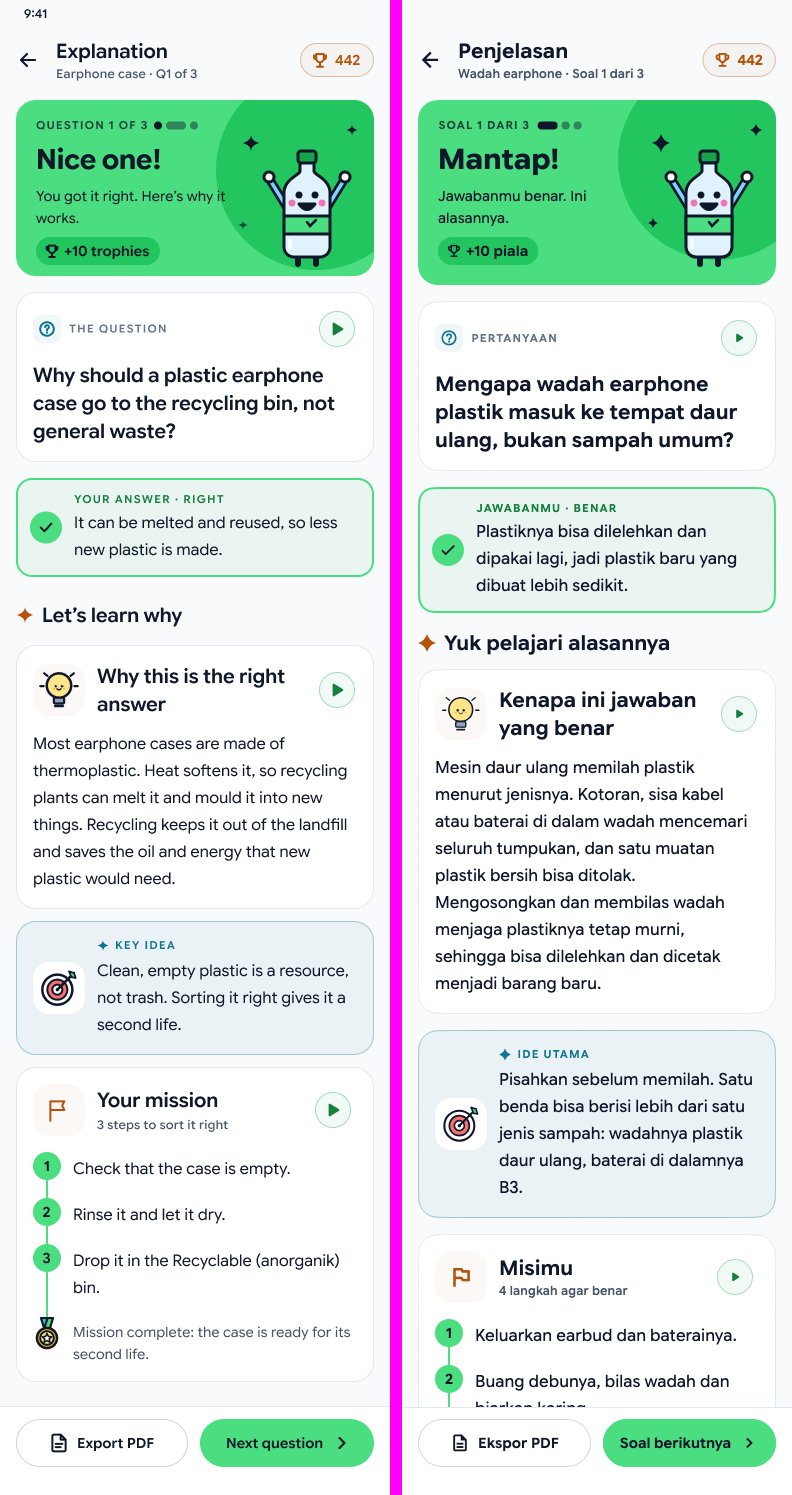 9:41
Explanation
Earphone case · Q1 of 3
442
QUESTION 1 OF 3
Nice one!
You got it right. Here’s why it
works.
+10 trophies
THE QUESTION
Why should a plastic earphone
case go to the recycling bin, not
general waste?
YOUR ANSWER · RIGHT
It can be melted and reused, so less
new plastic is made.
Let’s learn why
Why this is the right
answer
Most earphone cases are made of
thermoplastic. Heat softens it, so recycling
plants can melt it and mould it into new
things. Recycling keeps it out of the landfill
and saves the oil and energy that new
plastic would need.
KEY IDEA
Clean, empty plastic is a resource,
not trash. Sorting it right gives it a
second life.
Your mission
3 steps to sort it right
1 Check that the case is empty.
2 Rinse it and let it dry.
3 Drop it in the Recyclable (anorganik)
bin.
Mission complete: the case is ready for its
second life.
Export PDF
Next question
Penjelasan
Wadah earphone · Soal 1 dari 3
442
SOAL 1 DARI 3
Mantap!
Jawabanmu benar. Ini
alasannya.
+10 piala
PERTANYAAN
Mengapa wadah earphone
plastik masuk ke tempat daur
ulang, bukan sampah umum?
JAWABANMU · BENAR
Plastiknya bisa dilelehkan dan
dipakai lagi, jadi plastik baru yang
dibuat lebih sedikit.
Yuk pelajari alasannya
Kenapa ini jawaban
yang benar
Mesin daur ulang memilah plastik
menurut jenisnya. Kotoran, sisa kabel
atau baterai di dalam wadah mencemari
seluruh tumpukan, dan satu muatan
plastik bersih bisa ditolak.
Mengosongkan dan membilas wadah
menjaga plastiknya tetap murni,
sehingga bisa dilelehkan dan dicetak
menjadi barang baru.
IDE UTAMA
Pisahkan sebelum memilah. Satu
benda bisa berisi lebih dari satu
jenis sampah: wadahnya plastik
daur ulang, baterai di dalamnya
B3.
Misimu
4 langkah agar benar
1 Keluarkan earbud dan baterainya.
2 Buang debunya, bilas wadah dan
biarkan kering.
Ekspor PDF
Soal berikutnya